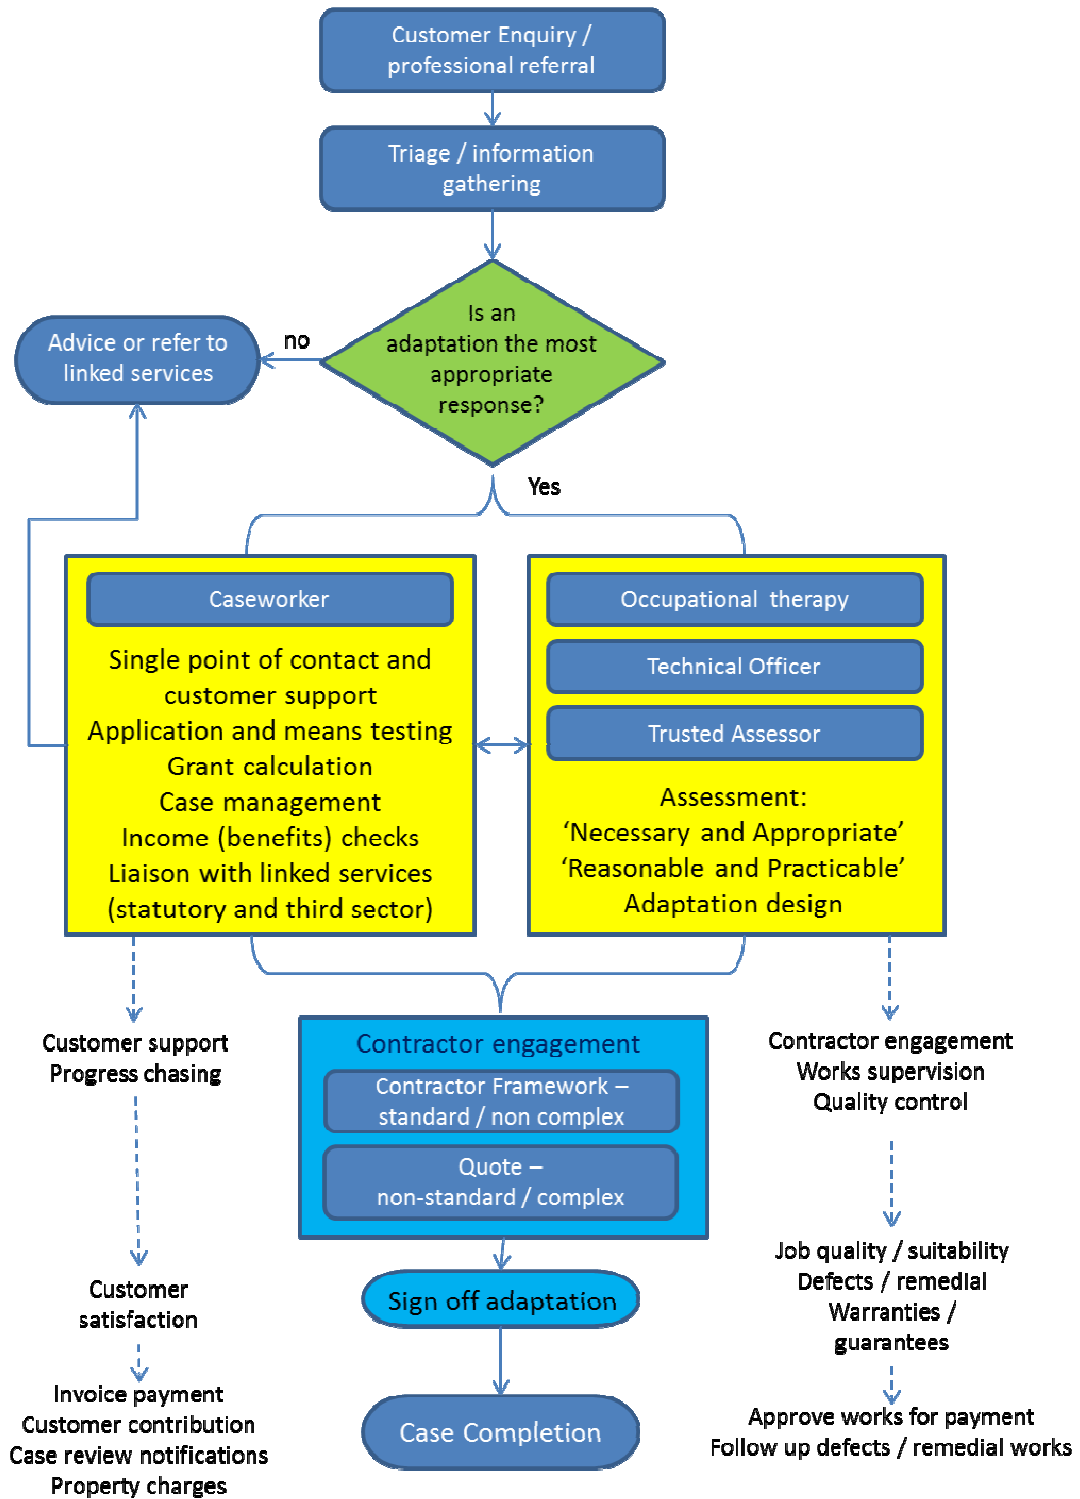 Customer Enquiry /
professional referral
Triage / information
gathering
Is an
adaptation the most
appropriate
response?
no
Advice or refer to
linked services
Yes
Caseworker
Single point of contact and
customer support
Application and means testing
Grant calculation
Case management
Income (benefits) checks
Liaison with linked services
(statutory and third sector)
Occupational therapy
Technical Officer
Trusted Assessor
Assessment:
‘Necessary and Appropriate’
‘Reasonable and Practicable’
Adaptation design
Customer support
Progress chasing
Customer
satisfaction
Invoice payment
Customer contribution
Case review notifications
Property charges
Contractor engagement
Contractor Framework –
standard / non complex
Quote –
non-standard / complex
Sign off adaptation
Case Completion
Contractor engagement
Works supervision
Quality control
Job quality / suitability
Defects / remedial
Warranties /
guarantees
Approve works for payment
Follow up defects / remedial works